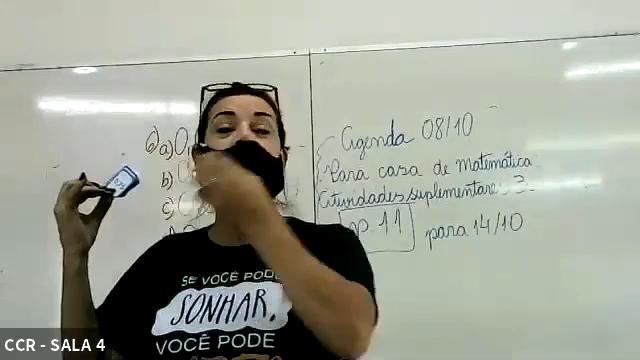 6) a)
b)
c)
Agenda 08/10
Para casa de Matemática
Atividades suplementares 3
p. 11
para 14/10
SE VOCÊ PODE
SONHAR,
VOCÊ PODE
CCR - SALA 4